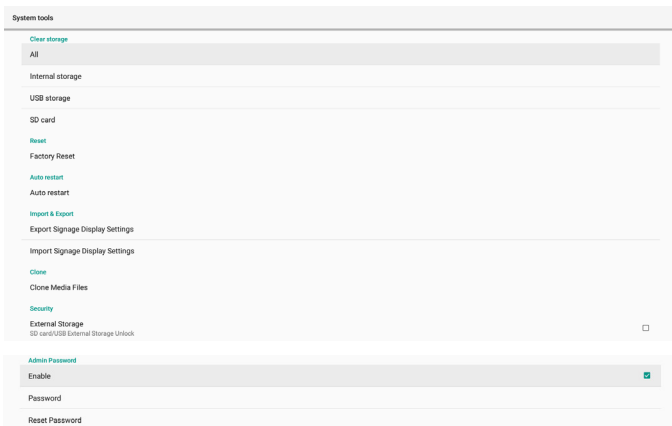 System tools
Clear storage
All
Internal storage
USB storage
SD card
Reset
Factory Reset
Auto restart
Auto restart
Import & Export
Export Signage Display Settings
Import Signage Display Settings
Clone
Clone Media Files
Security
External Storage
SD card/USB External Storage Unlock
Admin Password
Enable
Password
Reset Password